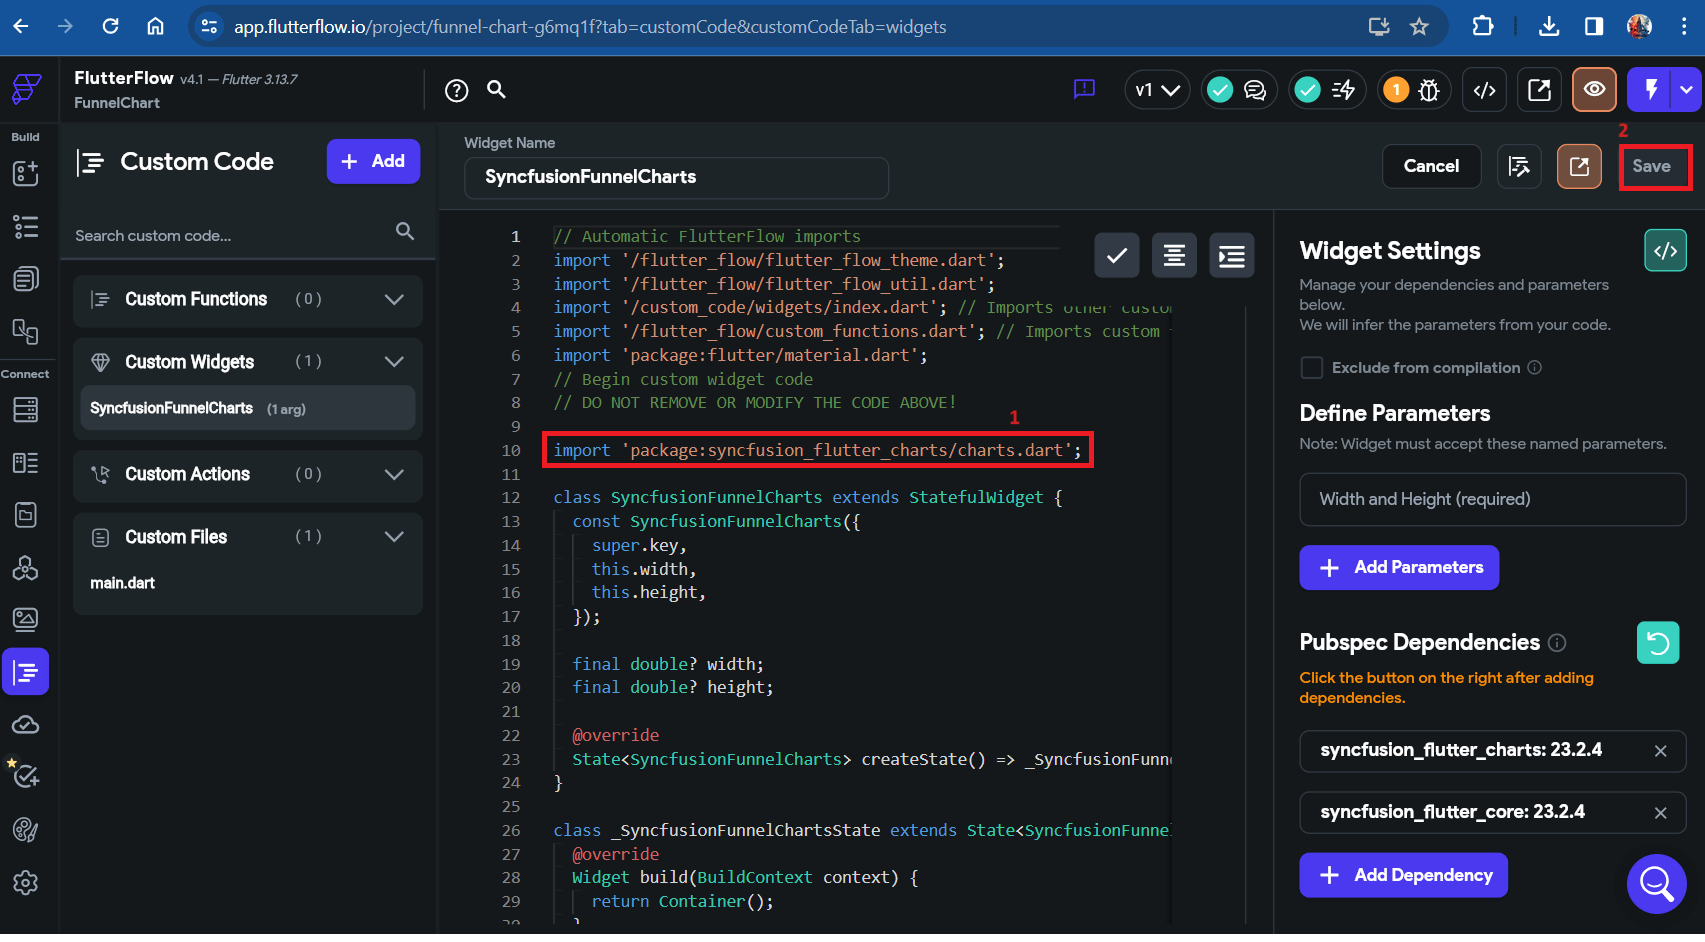 app.flutterflow.io/project/funnel-chart-g6mq1f?tab=customCode&customCodeTab=widgets
FlutterFlow v4.1 — Flutter 3.13.7
FunnelChart
v1
1
Build
Connect
Custom Code
+ Add
Search custom code...
Custom Functions (0)
Custom Widgets (1)
SyncfusionFunnelCharts (1 arg)
Custom Actions (0)
Custom Files (1)
main.dart
Widget Name
SyncfusionFunnelCharts
Cancel
2
Save
1 // Automatic FlutterFlow imports
2 import '/flutter_flow/flutter_flow_theme.dart';
3 import '/flutter_flow/flutter_flow_util.dart';
4 import '/custom_code/widgets/index.dart'; // Imports other custom
5 import '/flutter_flow/custom_functions.dart'; // Imports custom
6 import 'package:flutter/material.dart';
7 // Begin custom widget code
8 // DO NOT REMOVE OR MODIFY THE CODE ABOVE!
9
1
10 import 'package:syncfusion_flutter_charts/charts.dart';
11
12 class SyncfusionFunnelCharts extends StatefulWidget {
13 const SyncfusionFunnelCharts({
14 super.key,
15 this.width,
16 this.height,
17 });
18
19 final double? width;
20 final double? height;
21
22 @override
23 State<SyncfusionFunnelCharts> createState() => _SyncfusionFunn
24 }
25
26 class _SyncfusionFunnelChartsState extends State<SyncfusionFunnel
27 @override
28 Widget build(BuildContext context) {
29 return Container();
Widget Settings
</>
Manage your dependencies and parameters
below.
We will infer the parameters from your code.
Exclude from compilation
Define Parameters
Note: Widget must accept these named parameters.
Width and Height (required)
+ Add Parameters
Pubspec Dependencies
Click the button on the right after adding
dependencies.
syncfusion_flutter_charts: 23.2.4
syncfusion_flutter_core: 23.2.4
+ Add Dependency